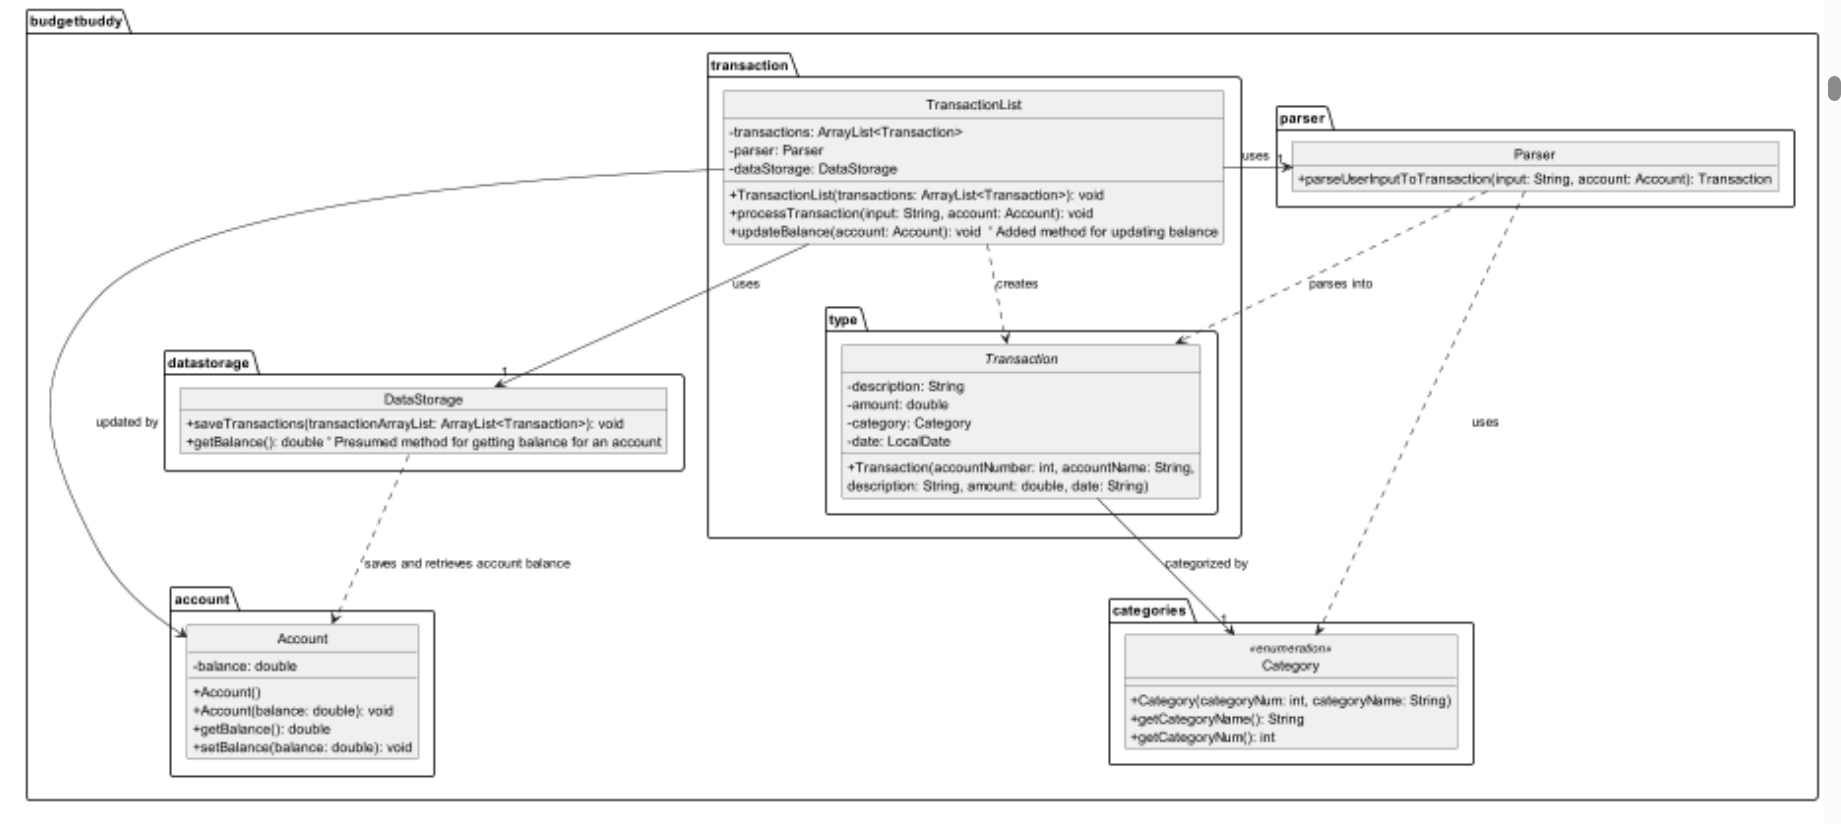 budgetbuddy
transaction
TransactionList
-transactions: ArrayList<Transaction>
-parser: Parser
-dataStorage: DataStorage
+TransactionList(transactions: ArrayList<Transaction>): void
+processTransaction(input: String, account: Account): void
+updateBalance(account: Account): void ' Added method for updating balance
uses
1
parser
Parser
+parseUserInputToTransaction(input: String, account: Account): Transaction
uses
creates
parses into
type
Transaction
-description: String
-amount: double
-category: Category
-date: LocalDate
+Transaction(accountNumber: int, accountName: String,
description: String, amount: double, date: String)
datastorage
1
DataStorage
+saveTransactions(transactionArrayList: ArrayList<Transaction>): void
+getBalance(): double ' Presumed method for getting balance for an account
updated by
uses
saves and retrieves account balance
categorized by
account
Account
-balance: double
+Account()
+Account(balance: double): void
+getBalance(): double
+setBalance(balance: double): void
categories
1
«enumeration»
Category
+Category(categoryNum: int, categoryName: String)
+getCategoryName(): String
+getCategoryNum(): int